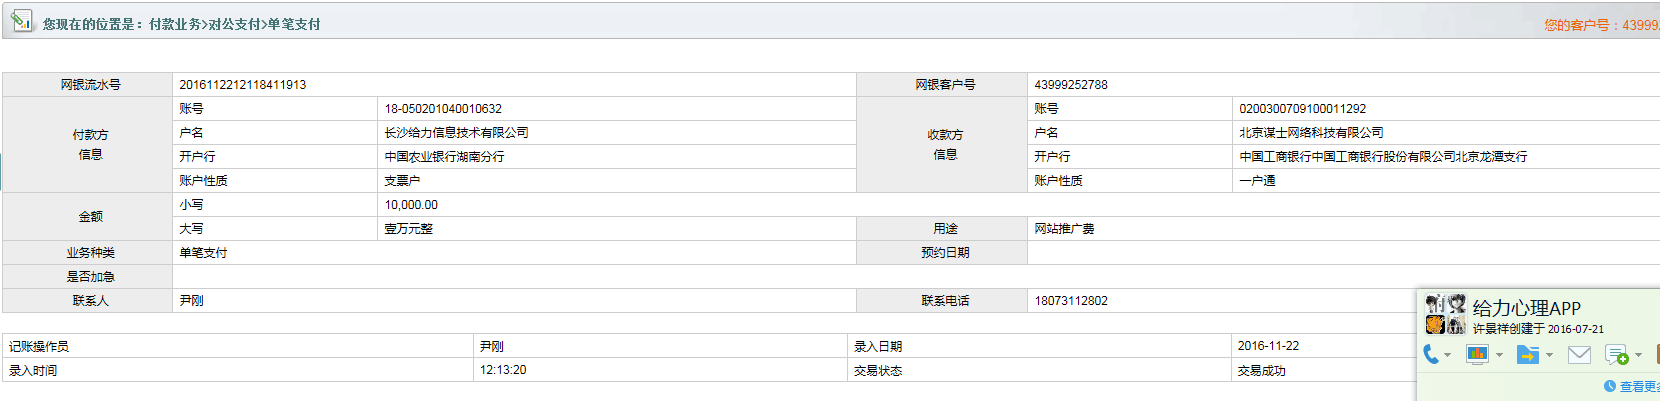 您现在的位置是：付款业务>对公支付>单笔支付
您的客户号：43999
网银流水号 2016112212118411913 网银客户号 43999252788
付款方信息 账号 18-050201040010632 收款方信息 账号 0200300709100011292
户名 长沙给力信息技术有限公司 户名 北京谋士网络科技有限公司
开户行 中国农业银行湖南分行 开户行 中国工商银行中国工商银行股份有限公司北京龙潭支行
账户性质 支票户 账户性质 一户通
金额 小写 10,000.00
大写 壹万元整 用途 网站推广费
业务种类 单笔支付 预约日期
是否加急
联系人 尹刚 联系电话 18073112802
给力心理APP
许景祥创建于 2016-07-21
记账操作员 尹刚 录入日期 2016-11-22
录入时间 12:13:20 交易状态 交易成功
查看更